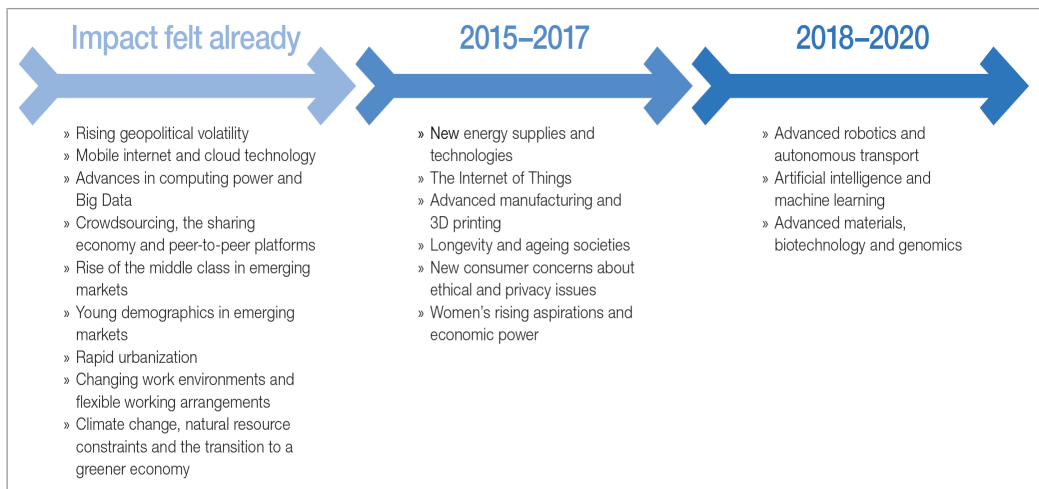 Impact felt already
» Rising geopolitical volatility
» Mobile internet and cloud technology
» Advances in computing power and
Big Data
» Crowdsourcing, the sharing
economy and peer-to-peer platforms
» Rise of the middle class in emerging
markets
» Young demographics in emerging
markets
» Rapid urbanization
» Changing work environments and
flexible working arrangements
» Climate change, natural resource
constraints and the transition to a
greener economy
2015–2017
» New energy supplies and
technologies
» The Internet of Things
» Advanced manufacturing and
3D printing
» Longevity and ageing societies
» New consumer concerns about
ethical and privacy issues
» Women’s rising aspirations and
economic power
2018–2020
» Advanced robotics and
autonomous transport
» Artificial intelligence and
machine learning
» Advanced materials,
biotechnology and genomics